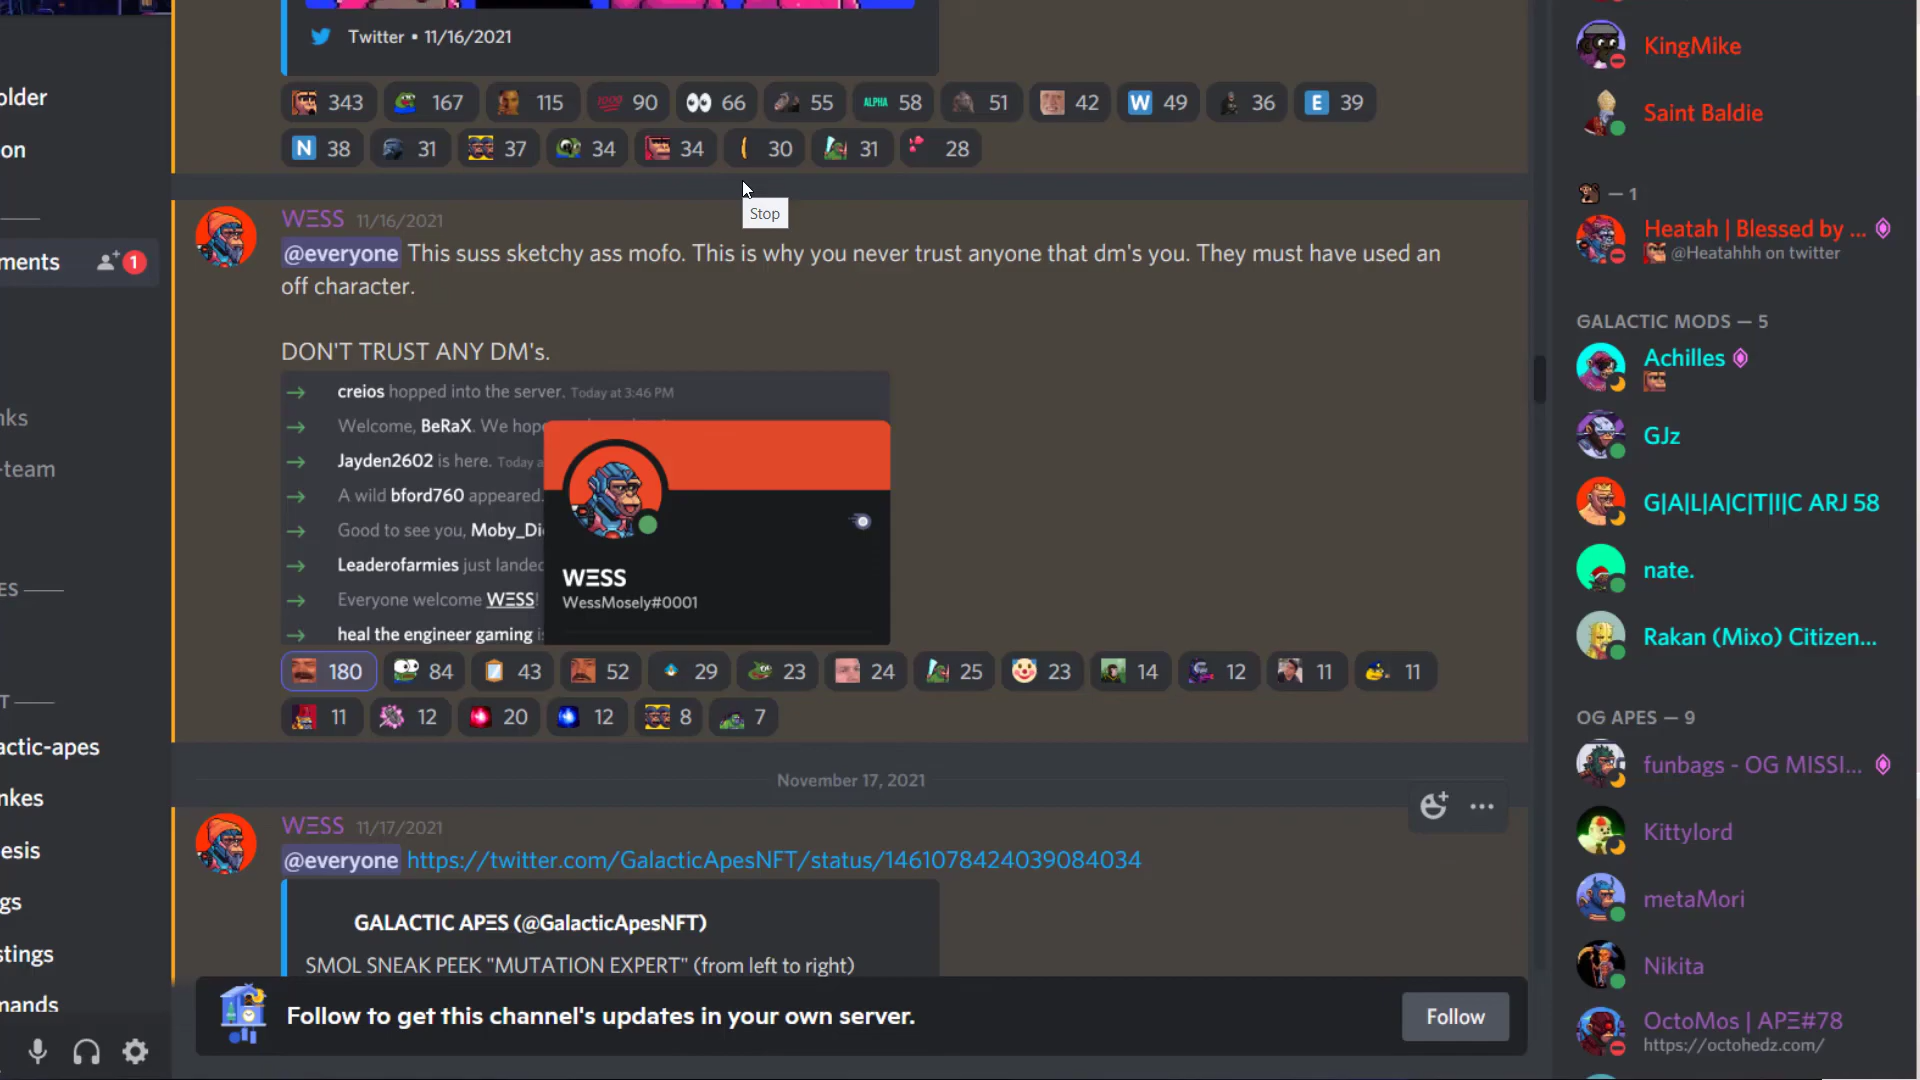 Twitter • 11/16/2021
343 167 115 90 66 55 ALPHA 58 51 42 W 49 36 E 39
N 38 31 37 34 34 30 31 28
Stop
WΞSS 11/16/2021
@everyone This suss sketchy ass mofo. This is why you never trust anyone that dm's you. They must have used an
off character.
DON'T TRUST ANY DM's.
creios hopped into the server. Today at 3:46 PM
Welcome, BeRaX. We hope
Jayden2602 is here. Today a
A wild bford760 appeared.
Good to see you, Moby_Di
Leaderofarmies just landed
Everyone welcome WΞSS!
heal the engineer gaming i
WΞSS
WessMosely#0001
180 84 43 52 29 23 24 25 23 14 12 11 11
11 12 20 12 8 7
November 17, 2021
WΞSS 11/17/2021
@everyone https://twitter.com/GalacticApesNFT/status/1461078424039084034
GALACTIC APΞS (@GalacticApesNFT)
SMOL SNEAK PEEK "MUTATION EXPERT" (from left to right)
Follow to get this channel's updates in your own server.
Follow
older
on
ments 1
nks
-team
ES
T
actic-apes
nkes
esis
gs
stings
mands
KingMike
Saint Baldie
— 1
Heatah | Blessed by ...
@Heatahhh on twitter
GALACTIC MODS — 5
Achilles
GJz
G|A|L|A|C|T|I|C ARJ 58
nate.
Rakan (Mixo) Citizen...
OG APES — 9
funbags - OG MISSI...
Kittylord
metaMori
Nikita
OctoMos | APΞ#78
https://octohedz.com/